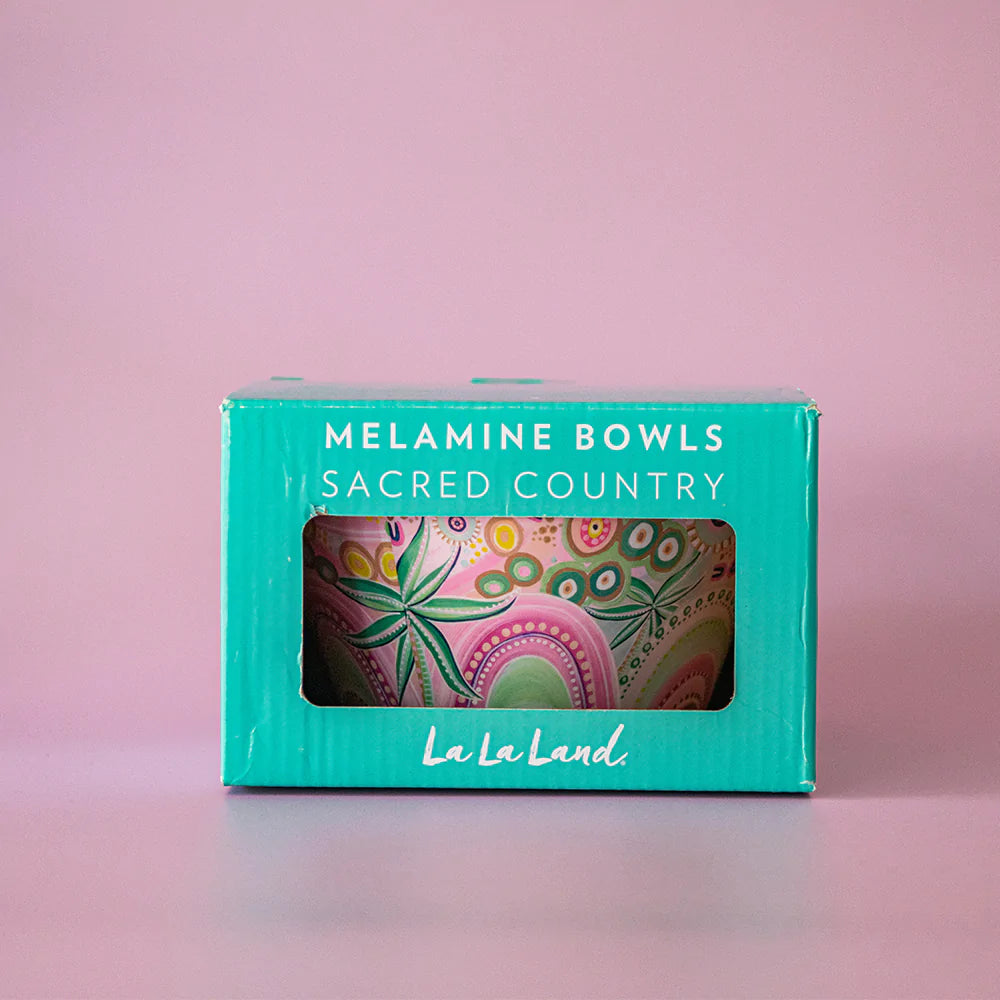 MELAMINE BOWLS
SACRED COUNTRY
La La Land.